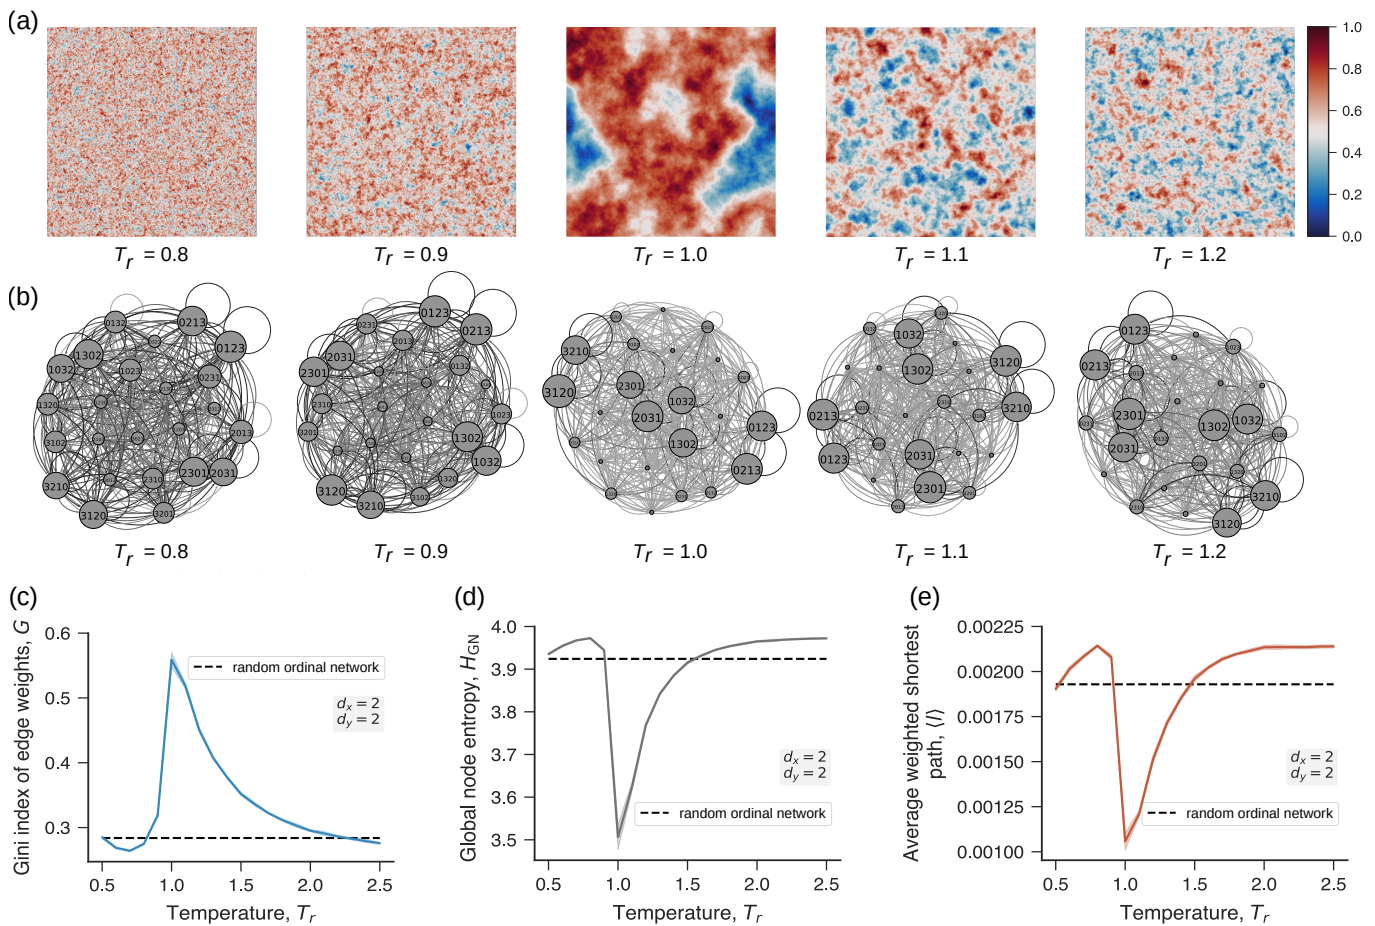 (a)
1.0
0.8
0.6
0.4
0.2
0.0
T_r = 0.8
T_r = 0.9
T_r = 1.0
T_r = 1.1
T_r = 1.2
(b)
0132
0213
0123
1302
1032
1023
0231
1320
2013
3102
2301
2031
3210
2310
3120
3201
0123
0231
0213
2013
2031
2301
0132
2310
1023
3201
1302
1032
3120
1320
3210
3102
3210
3120
2301
1032
2031
1302
0123
0213
1032
1302
3120
3210
0213
0123
2031
2301
0123
0213
2301
1302
1032
2031
3210
3120
T_r = 0.8
T_r = 0.9
T_r = 1.0
T_r = 1.1
T_r = 1.2
(c)
Gini index of edge weights, G
0.6
0.5
0.4
0.3
random ordinal network
d_x = 2
d_y = 2
0.5 1.0 1.5 2.0 2.5
Temperature, T_r
(d)
Global node entropy, H_GN
4.0
3.9
3.8
3.7
3.6
3.5
d_x = 2
d_y = 2
random ordinal network
0.5 1.0 1.5 2.0 2.5
Temperature, T_r
(e)
Average weighted shortest
path, ⟨l⟩
0.00225
0.00200
0.00175
0.00150
0.00125
0.00100
d_x = 2
d_y = 2
random ordinal network
0.5 1.0 1.5 2.0 2.5
Temperature, T_r